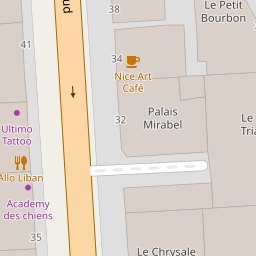 38
Le Petit
Bourbon
41
34
Nice Art
Café
Palais
Mirabel
32
Le
Ultimo
Tattoo
Allo Liban
Academy
des chiens
35
Le Chrysale